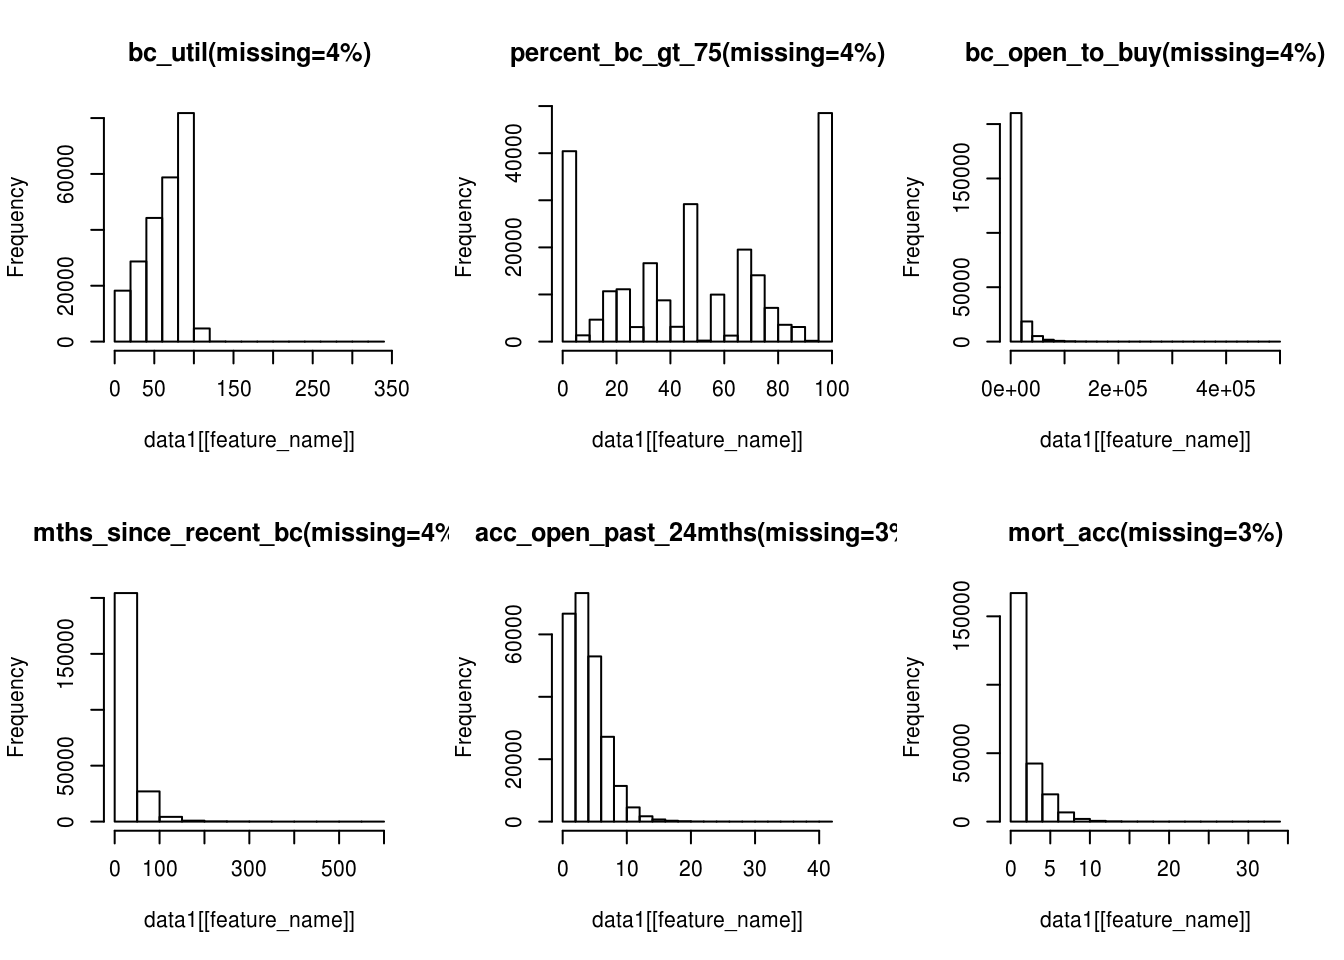 bc_util(missing=4%)
Frequency
0
20000
60000
0
50
150
250
350
data1[[feature_name]]
percent_bc_gt_75(missing=4%)
Frequency
0
20000
40000
0
20
40
60
80
100
data1[[feature_name]]
bc_open_to_buy(missing=4%)
Frequency
0
50000
150000
0e+00
2e+05
4e+05
data1[[feature_name]]
mths_since_recent_bc(missing=4%
Frequency
0
50000
150000
0
100
300
500
data1[[feature_name]]
acc_open_past_24mths(missing=3%
Frequency
0
20000
60000
0
10
20
30
40
data1[[feature_name]]
mort_acc(missing=3%)
Frequency
0
50000
150000
0
5
10
20
30
data1[[feature_name]]